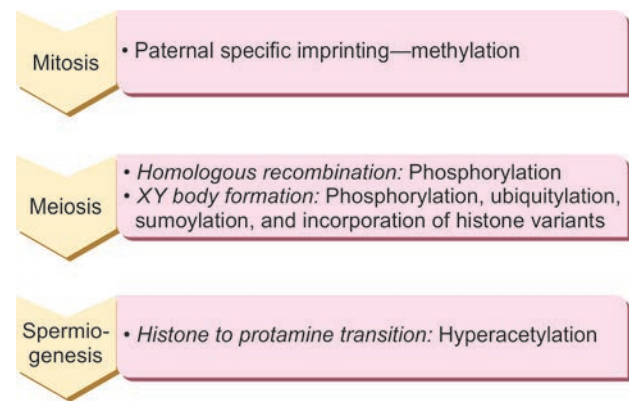 Mitosis
• Paternal specific imprinting—methylation
Meiosis
• Homologous recombination: Phosphorylation
• XY body formation: Phosphorylation, ubiquitylation,
sumoylation, and incorporation of histone variants
Spermio-
genesis
• Histone to protamine transition: Hyperacetylation